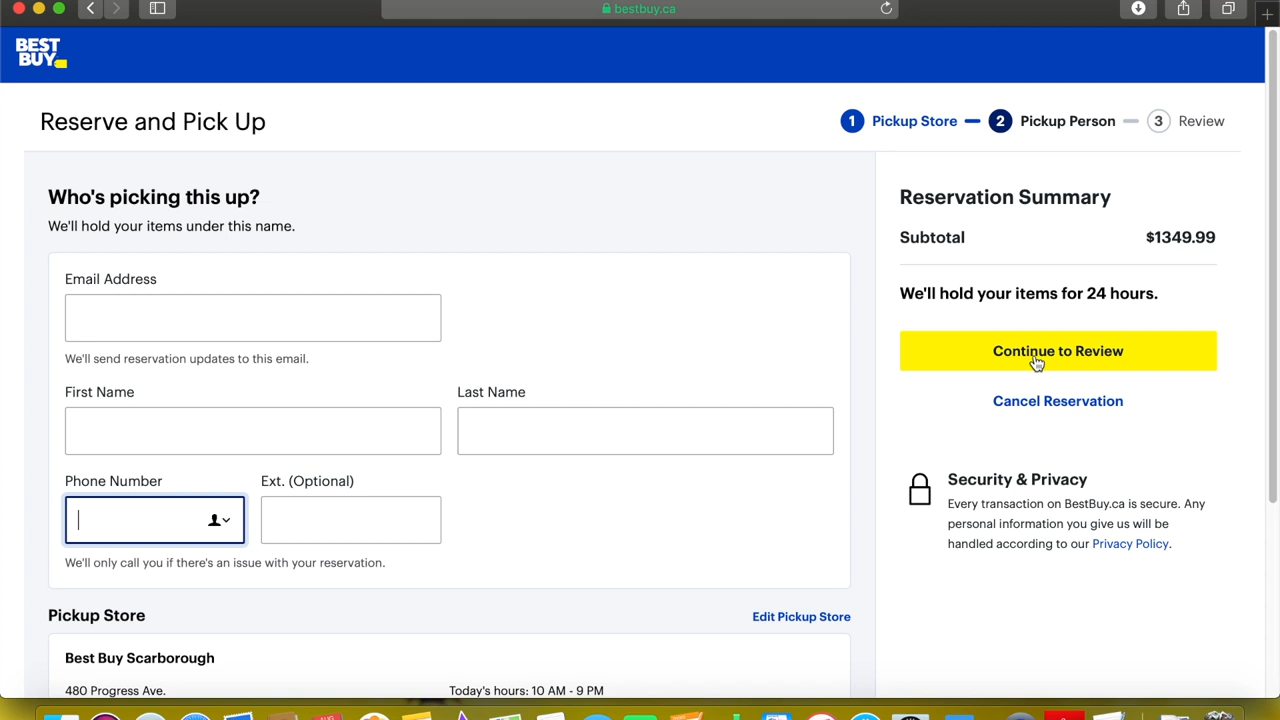 bestbuy.ca
BEST
BUY
Reserve and Pick Up
1 Pickup Store 2 Pickup Person 3 Review
Who's picking this up?
We'll hold your items under this name.
Email Address
We'll send reservation updates to this email.
First Name
Last Name
Phone Number
Ext. (Optional)
We'll only call you if there's an issue with your reservation.
Pickup Store
Edit Pickup Store
Best Buy Scarborough
480 Progress Ave.
Today's hours: 10 AM - 9 PM
Reservation Summary
Subtotal $1349.99
We'll hold your items for 24 hours.
Continue to Review
Cancel Reservation
Security & Privacy
Every transaction on BestBuy.ca is secure. Any
personal information you give us will be
handled according to our Privacy Policy.
AUG